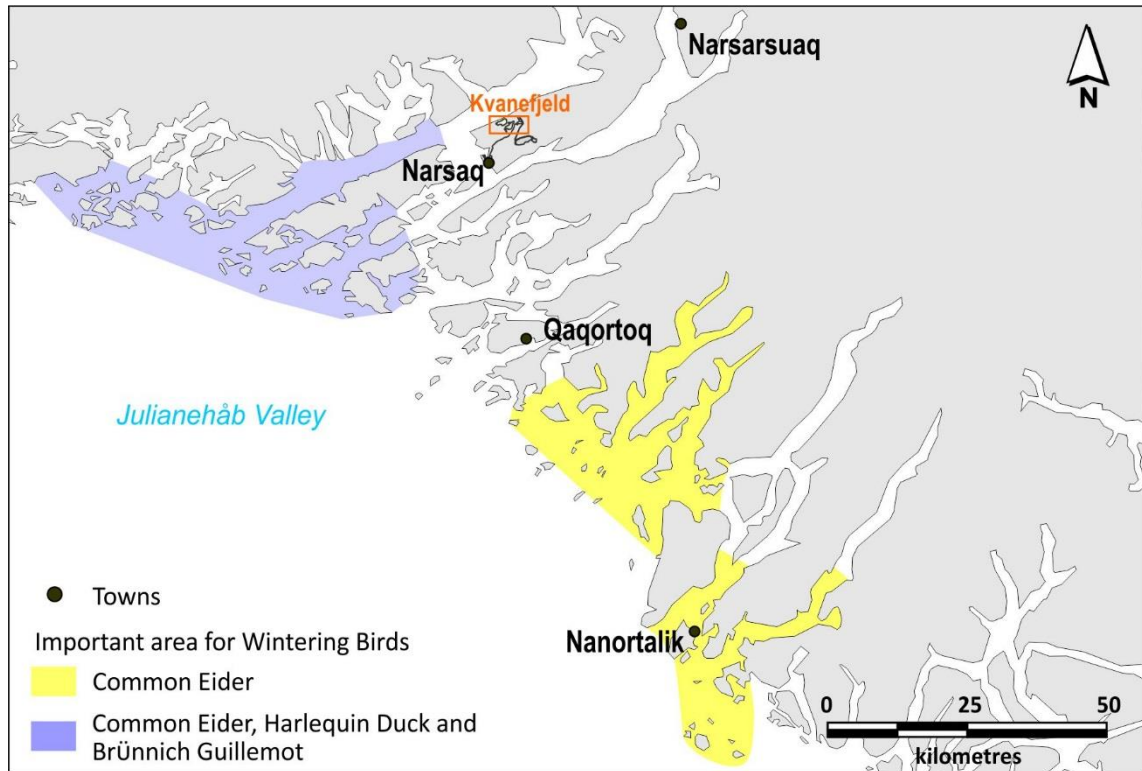 Narsarsuaq
N
Kvanefjeld
Narsaq
Qaqortoq
Julianehåb Valley
Nanortalik
Towns
Important area for Wintering Birds
Common Eider
Common Eider, Harlequin Duck and
Brünnich Guillemot
0 25 50
kilometres